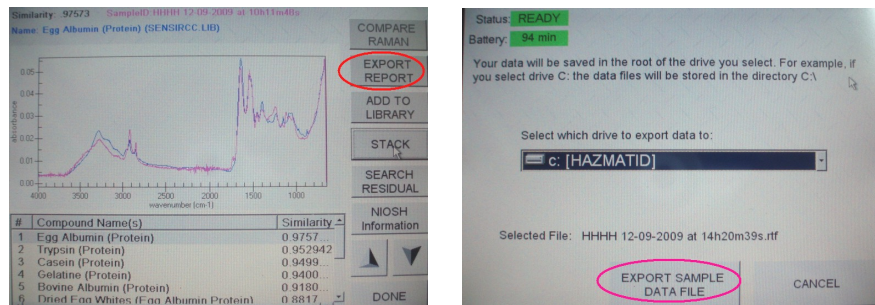 Similarity: .97573 SampleID HHHH 12-09-2009 at 10h11m40s
Name: Egg Albumin (Protein) (SENSIRCC.LIB)
COMPARE
RAMAN
EXPORT
REPORT
ADD TO
LIBRARY
STACK
SEARCH
RESIDUAL
NIOSH
Information
DONE
absorbance
0.05
0.04
0.03
0.02
0.01
0.00
4000 3500 3000 2500 2000 1500 1000
wavenumber (cm-1)
# Compound Name(s) Similarity
1 Egg Albumin (Protein) 0.9757...
2 Trypsin (Protein) 0.952942
3 Casein (Protein) 0.9499...
4 Gelatine (Protein) 0.9400...
5 Bovine Albumin (Protein) 0.9180...
6 Dried Egg Whites (Egg Albumin Protein) 0.8817...
Status: READY
Battery: 94 min
Your data will be saved in the root of the drive you select. For example, if
you select drive C: the data files will be stored in the directory C:\
Select which drive to export data to:
c: [HAZMATID]
Selected File: HHHH 12-09-2009 at 14h20m39s.rtf
EXPORT SAMPLE
DATA FILE
CANCEL